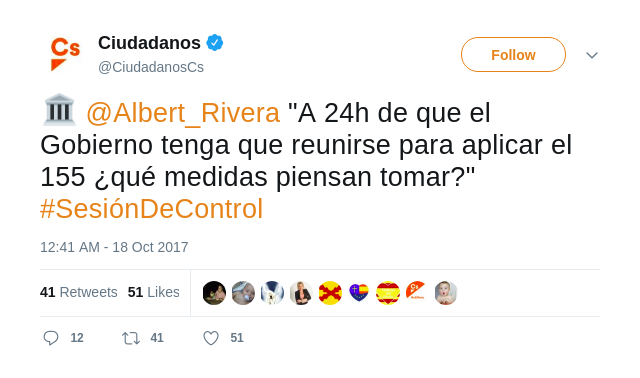 Cs
Ciudadanos
@CiudadanosCs
Follow
@Albert_Rivera "A 24h de que el
Gobierno tenga que reunirse para aplicar el
155 ¿qué medidas piensan tomar?"
#SesiónDeControl
12:41 AM - 18 Oct 2017
41 Retweets 51 Likes
Cs
12 41 51